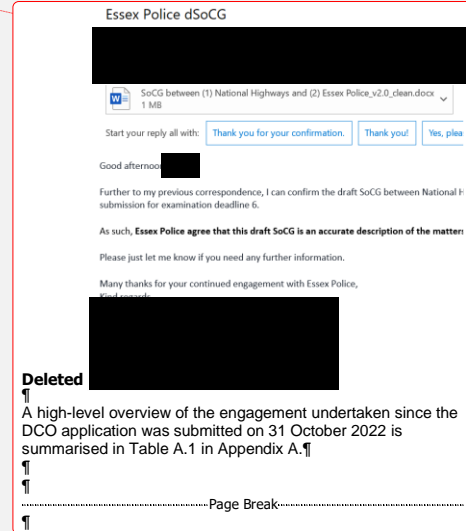 Essex Police dSoCG
SoCG between (1) National Highways and (2) Essex Police_v2.0_clean.docx
1 MB
Start your reply all with: Thank you for your confirmation. Thank you! Yes, plea
Good afternoon
Further to my previous correspondence, I can confirm the draft SoCG between National H
submission for examination deadline 6.
As such, Essex Police agree that this draft SoCG is an accurate description of the matters
Please just let me know if you need any further information.
Many thanks for your continued engagement with Essex Police,
Kind regards
Deleted
¶
A high-level overview of the engagement undertaken since the
DCO application was submitted on 31 October 2022 is
summarised in Table A.1 in Appendix A.¶
¶
¶
Page Break
¶